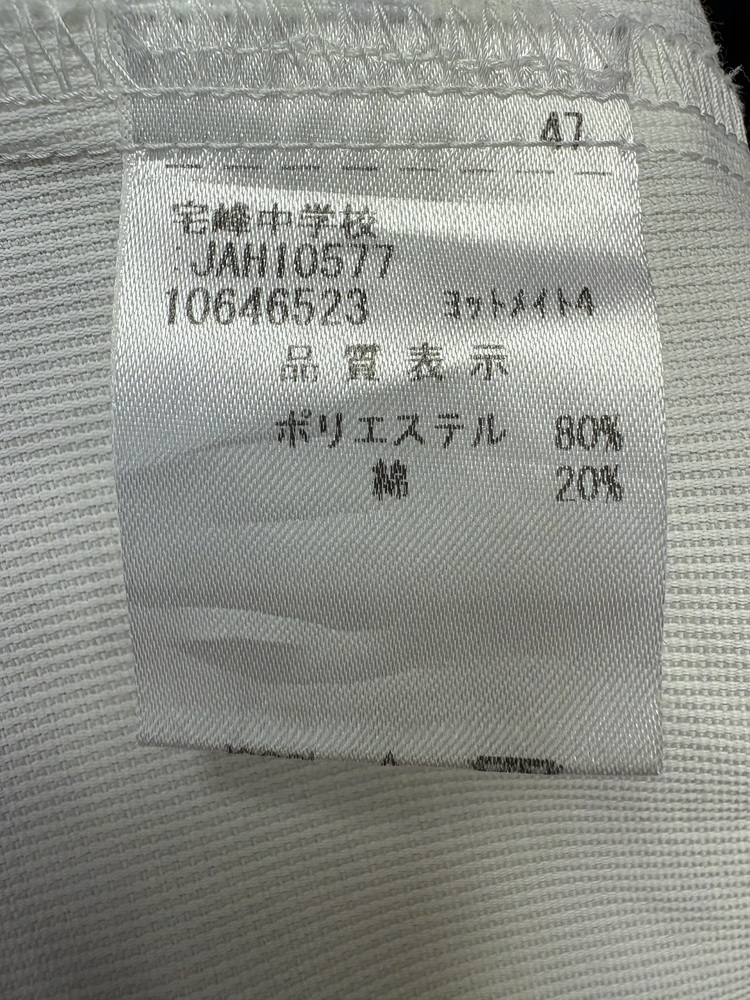 47
宅峰中学校
JAH10577
10646523 ﾖｯﾄﾒｲﾄ4
品質表示
ポリエステル 80%
綿 20%